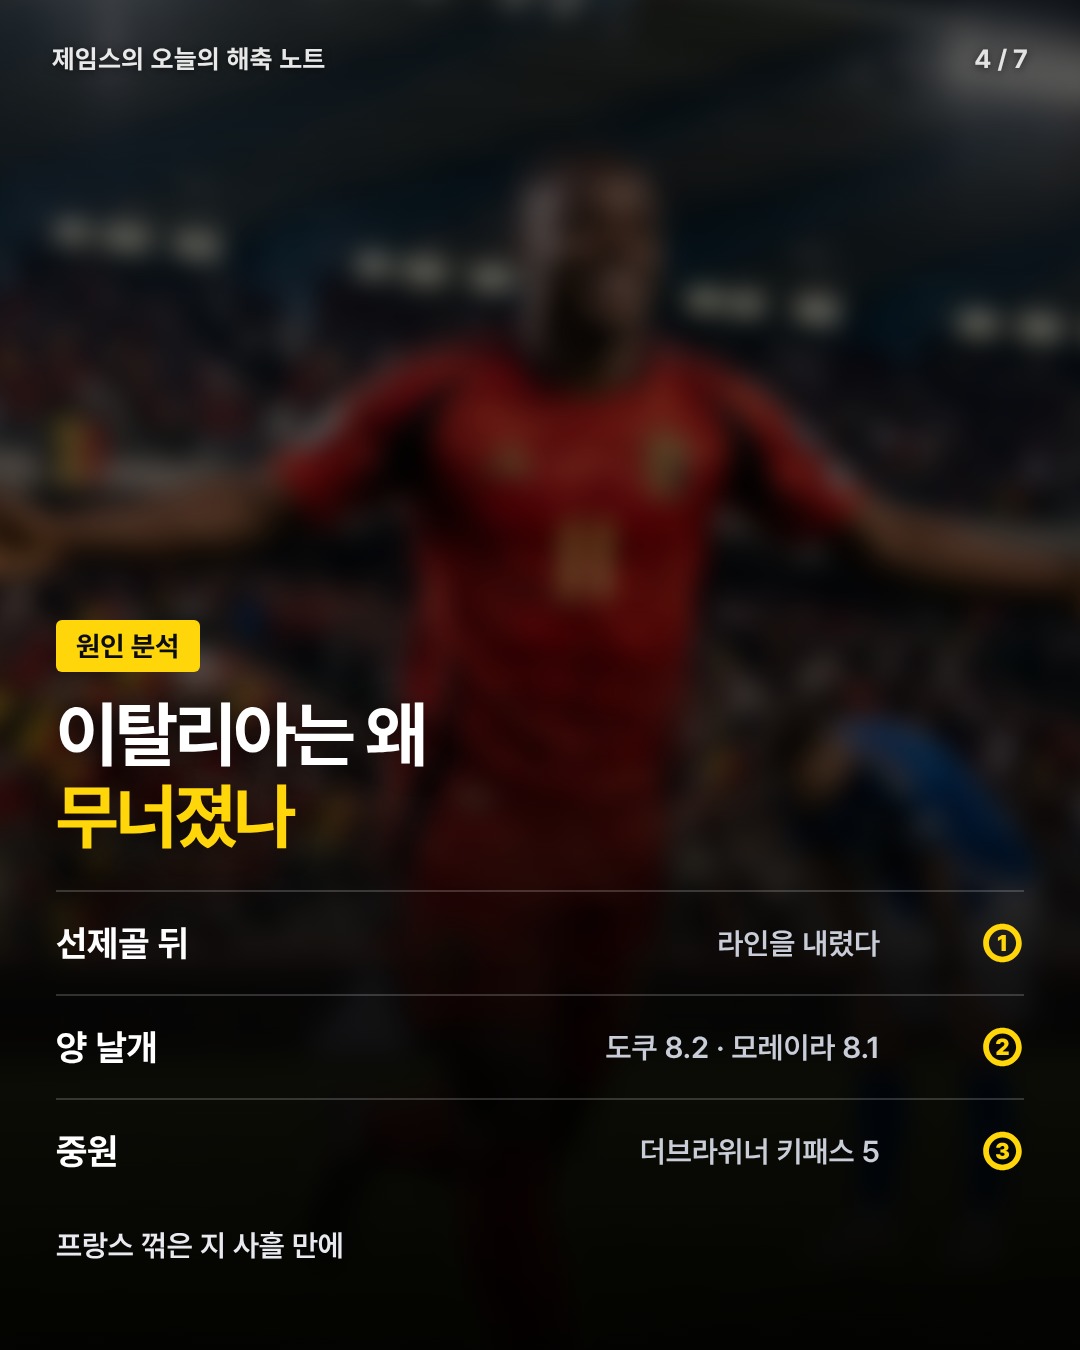 제임스의 오늘의 해축 노트
4 / 7
원인 분석
이탈리아는 왜
무너졌나
선제골 뒤 라인을 내렸다 ①
양 날개 도쿠 8.2 · 모레이라 8.1 ②
중원 더브라위너 키패스 5 ③
프랑스 꺾은 지 사흘 만에